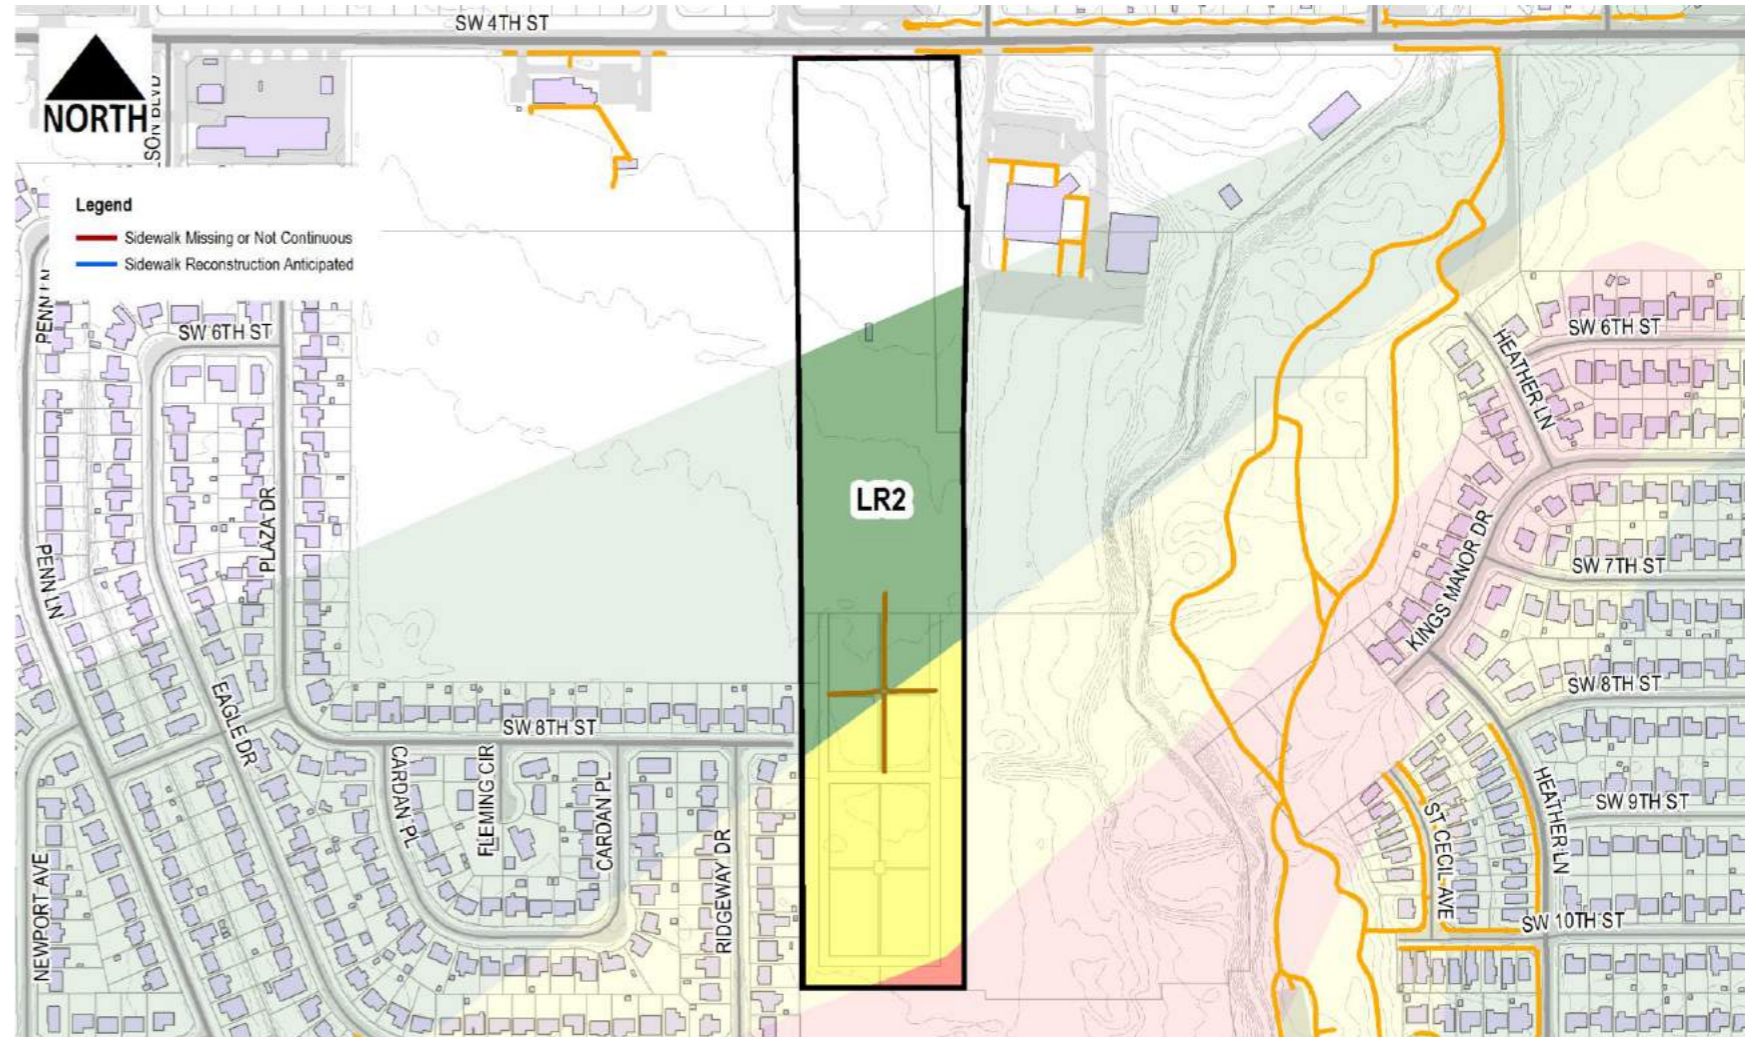 SW 4TH ST
NORTH
SON BLVD
Legend
Sidewalk Missing or Not Continuous
Sidewalk Reconstruction Anticipated
PENN LN
SW 6TH ST
SW 6TH ST
HEATHER LN
PLAZA DR
LR2
PENN LN
KINGS MANOR DR
SW 7TH ST
EAGLE DR
SW 8TH ST
SW 8TH ST
CARDAN PL
FLEMING CIR
CARDAN PL
RIDGEWAY DR
NEWPORT AVE
ST CECIL AVE
HEATHER LN
SW 9TH ST
SW 10TH ST